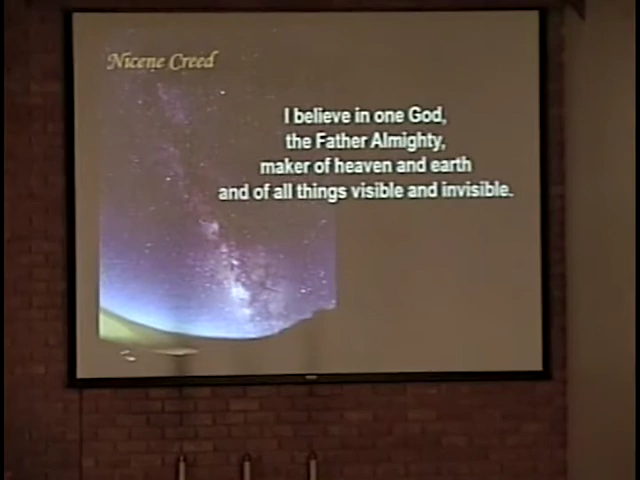 Nicene Creed
I believe in one God,
the Father Almighty,
maker of heaven and earth
and of all things visible and invisible.